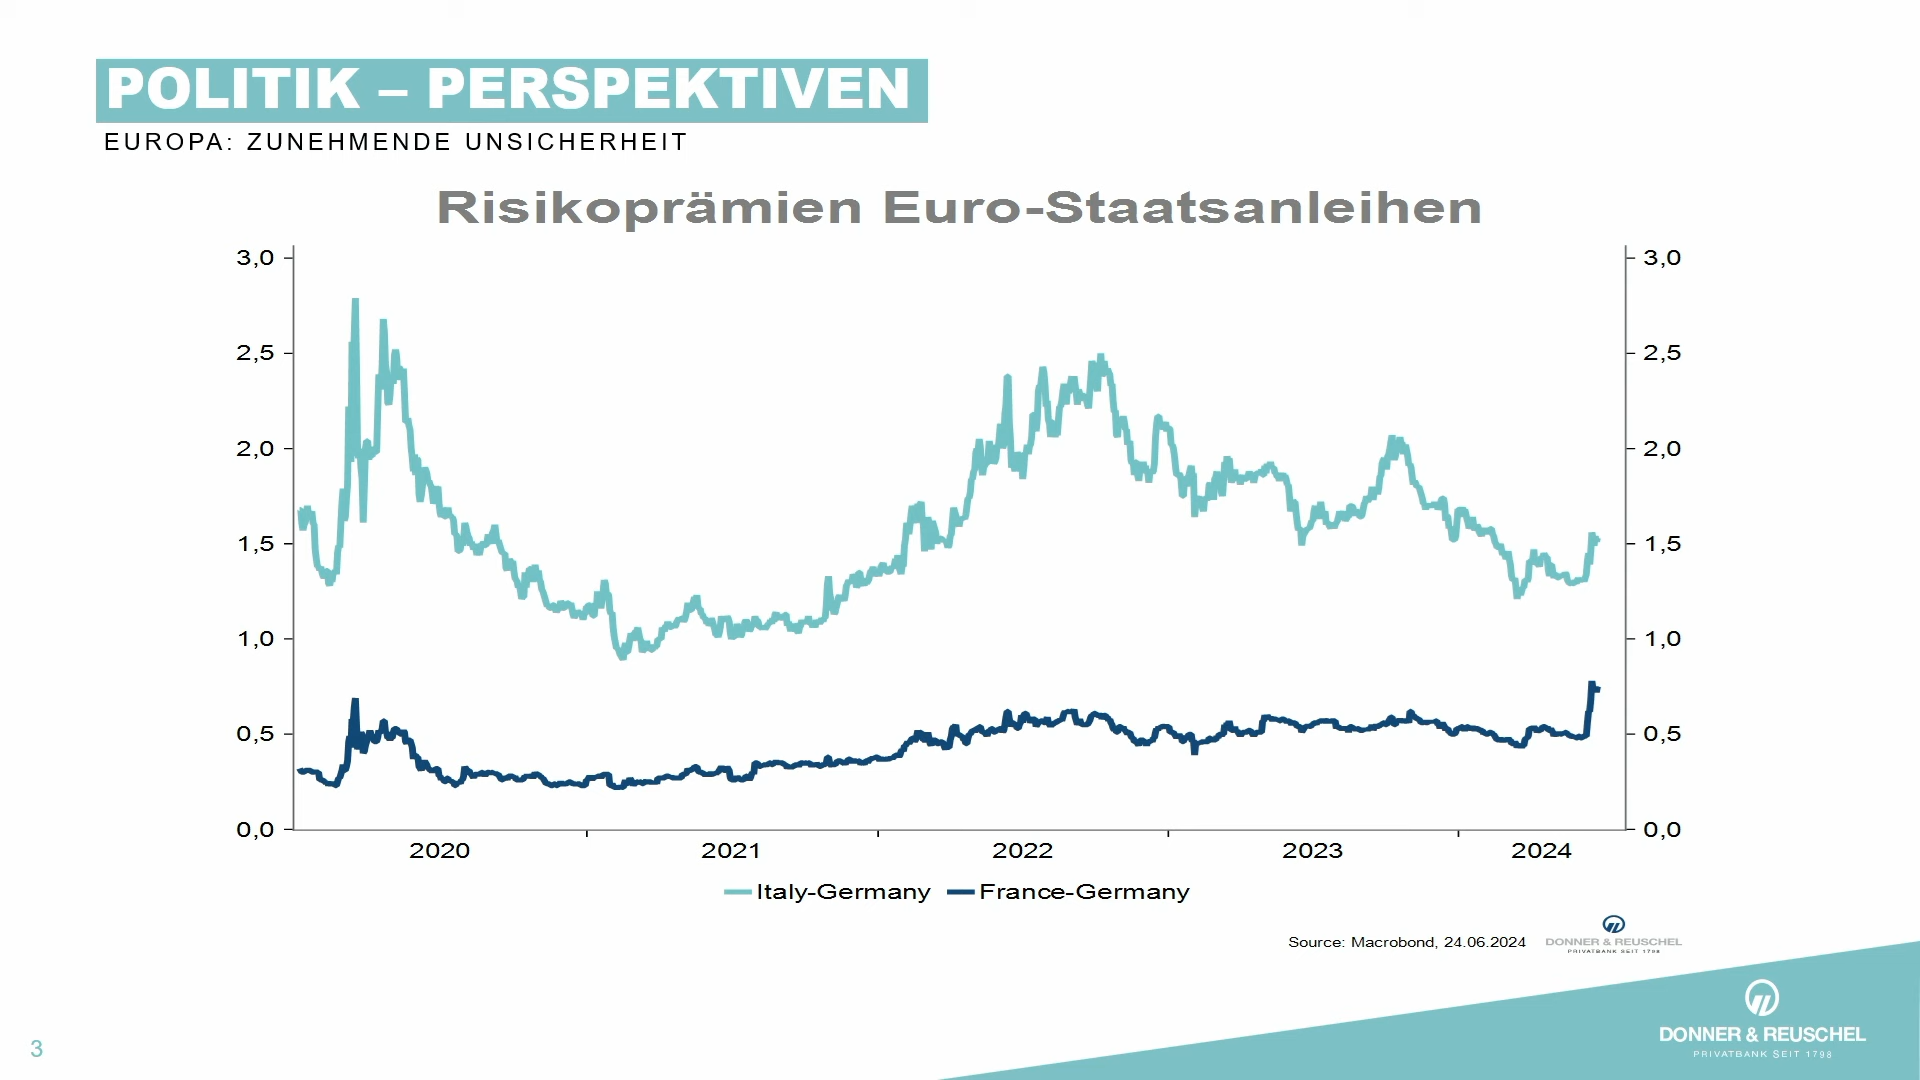 POLITIK – PERSPEKTIVEN
EUROPA: ZUNEHMENDE UNSICHERHEIT
Risikoprämien Euro-Staatsanleihen
3,0 3,0
2,5 2,5
2,0 2,0
1,5 1,5
1,0 1,0
0,5 0,5
0,0 0,0
2020 2021 2022 2023 2024
Italy-Germany France-Germany
Source: Macrobond, 24.06.2024
DONNER & REUSCHEL
PRIVATBANK SEIT 1798
DONNER & REUSCHEL
PRIVATBANK SEIT 1798
3